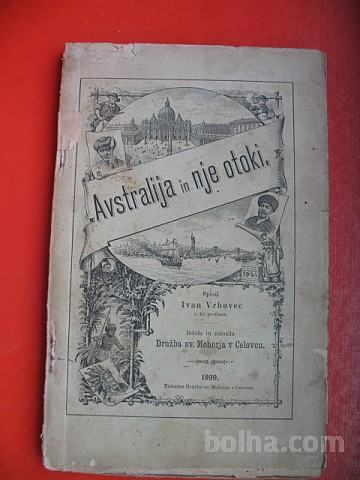 Avstralija in nje otoki.
Spisal
Ivan Vrhovec
c. kr. profesor.
Izdala in založila
Družba sv. Mohorja v Celovcu.
1899.
Tiskarna Družbe sv. Mohorja v Celovcu.
bolha.com